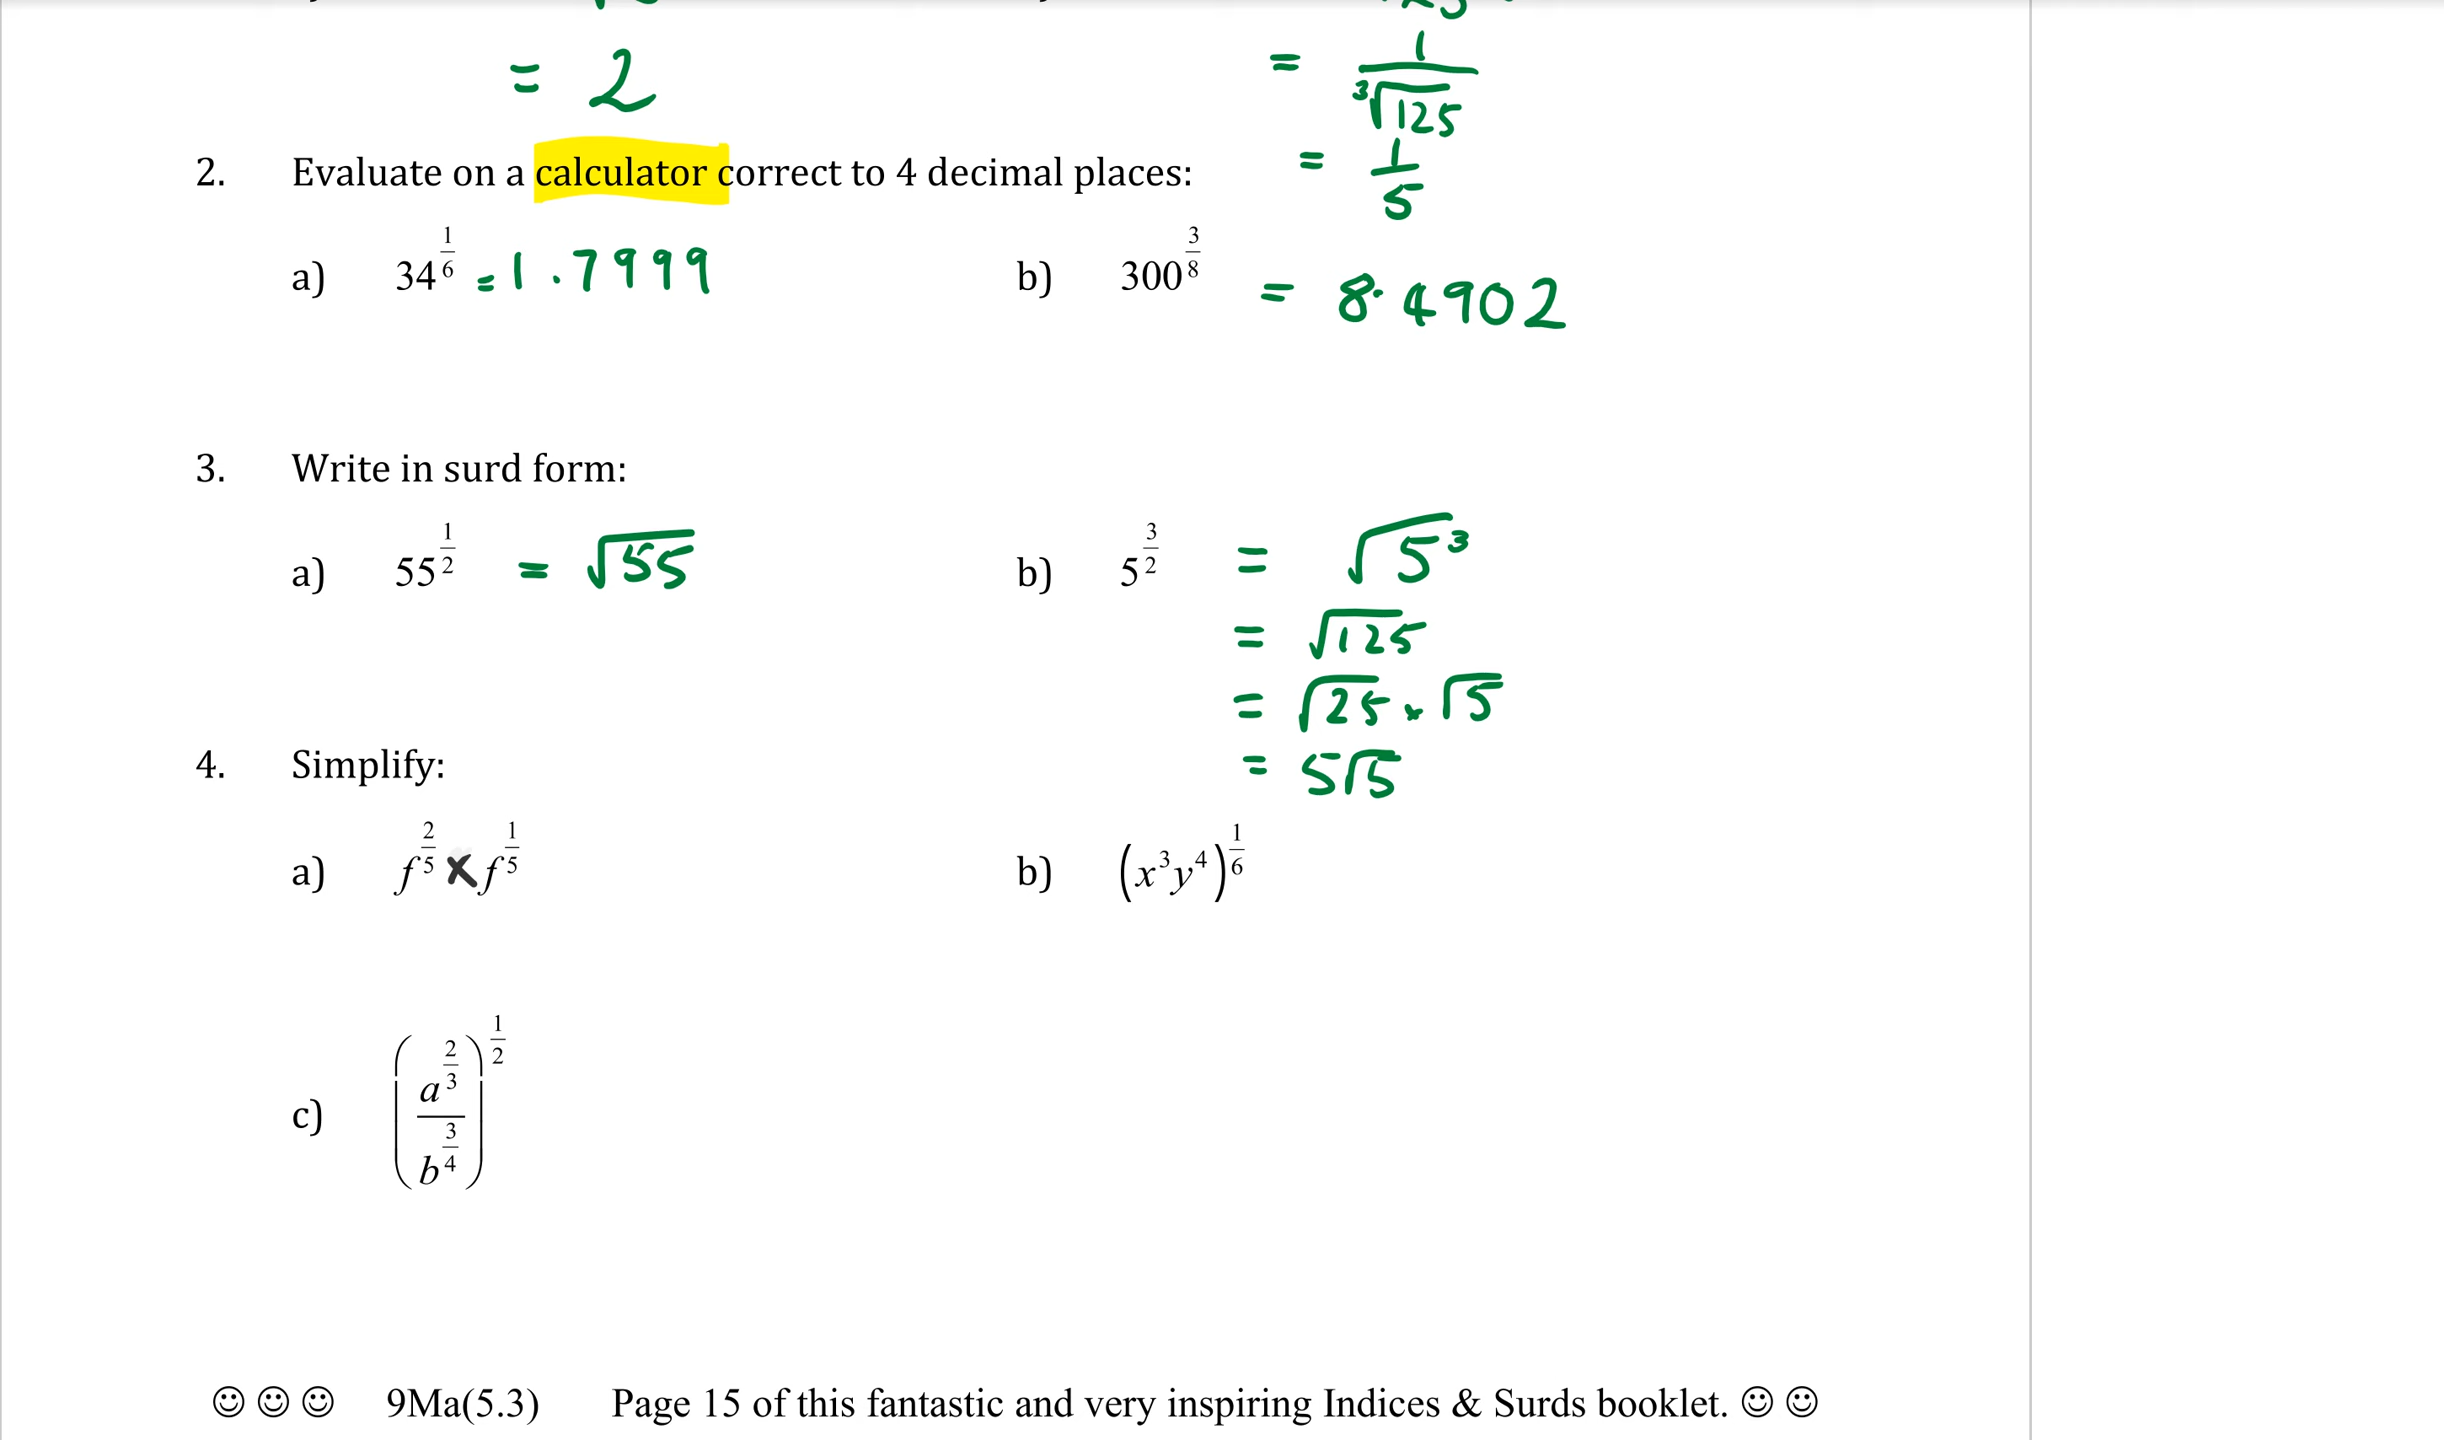 = 2
= 1/∛125
= 1/5
2. Evaluate on a calculator correct to 4 decimal places:
a) 34^(1/6) = 1.7999
b) 300^(3/8) = 8.4902
3. Write in surd form:
a) 55^(1/2) = √55
b) 5^(3/2) = √5³
= √125
= √25 × √5
= 5√5
4. Simplify:
a) f^(2/5) × f^(1/5)
b) (x³y⁴)^(1/6)
c) (a^(2/3) / b^(3/4))^(1/2)
☺ ☺ ☺ 9Ma(5.3) Page 15 of this fantastic and very inspiring Indices & Surds booklet. ☺ ☺